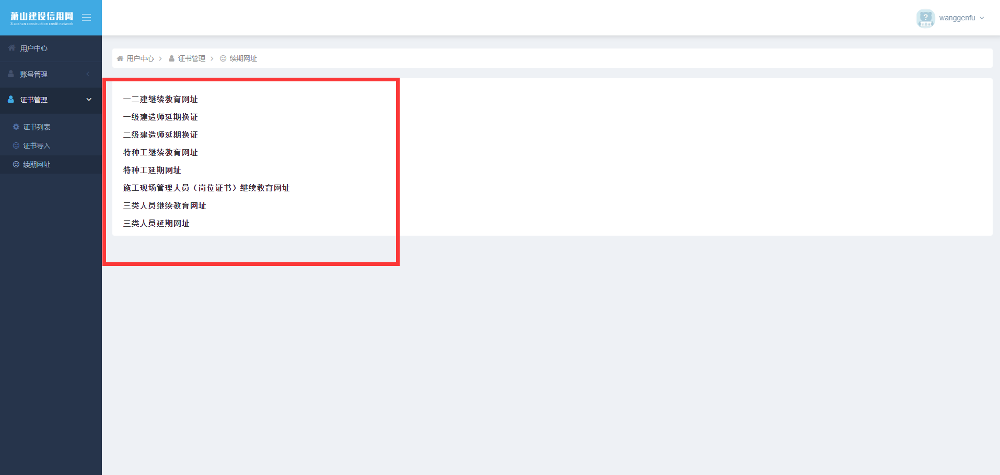 萧山建设信用网
Xiaoshan construction credit network
wanggenfu
用户中心
账号管理
证书管理
证书列表
证书导入
续期网址
用户中心 > 证书管理 > 续期网址
一二建继续教育网址
一级建造师延期换证
二级建造师延期换证
特种工继续教育网址
特种工延期网址
施工现场管理人员（岗位证书）继续教育网址
三类人员继续教育网址
三类人员延期网址